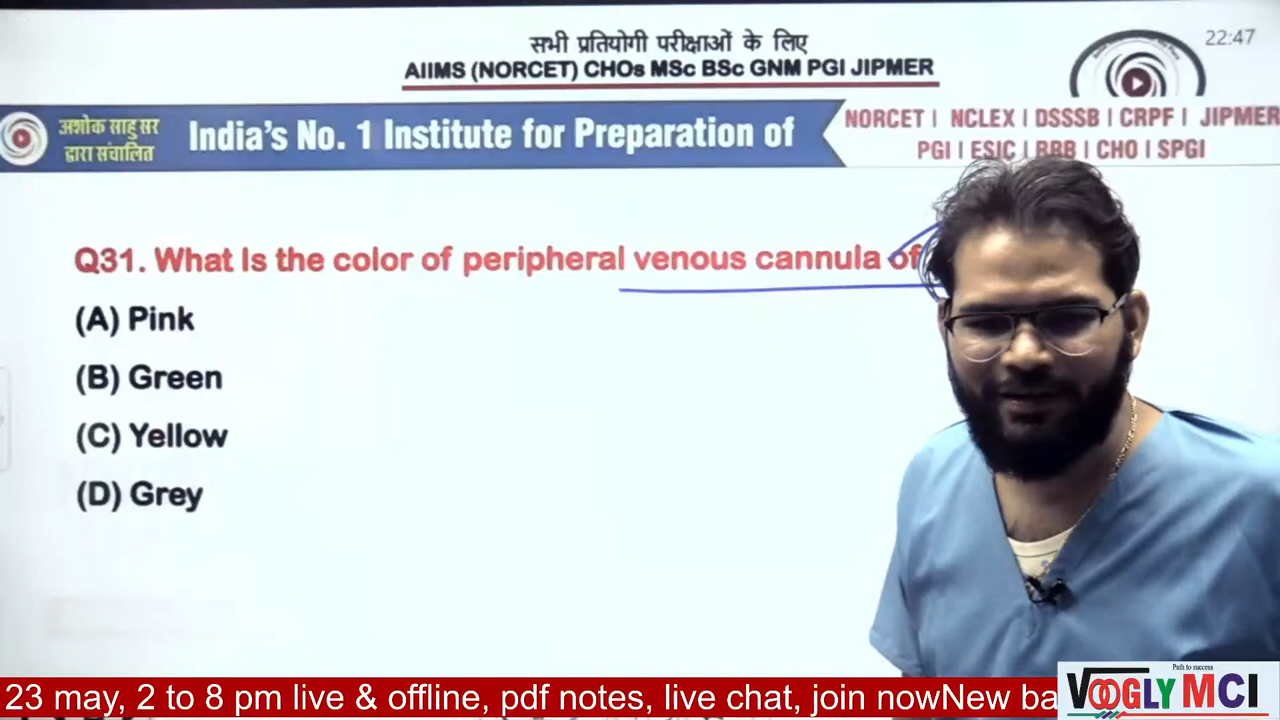 सभी प्रतियोगी परीक्षाओं के लिए
22:47
AIIMS (NORCET) CHOs MSc BSc GNM PGI JIPMER
अशोक साहु सर
द्वारा संचालित
India's No. 1 Institute for Preparation of
NORCET I NCLEX I DSSSB I CRPF I JIPMER
PGI I ESIC I RRB I CHO I SPGI
Q31. What Is the color of peripheral venous cannula of
(A) Pink
(B) Green
(C) Yellow
(D) Grey
Path to success
23 may, 2 to 8 pm live & offline, pdf notes, live chat, join nowNew ba
VOOGLY MCI